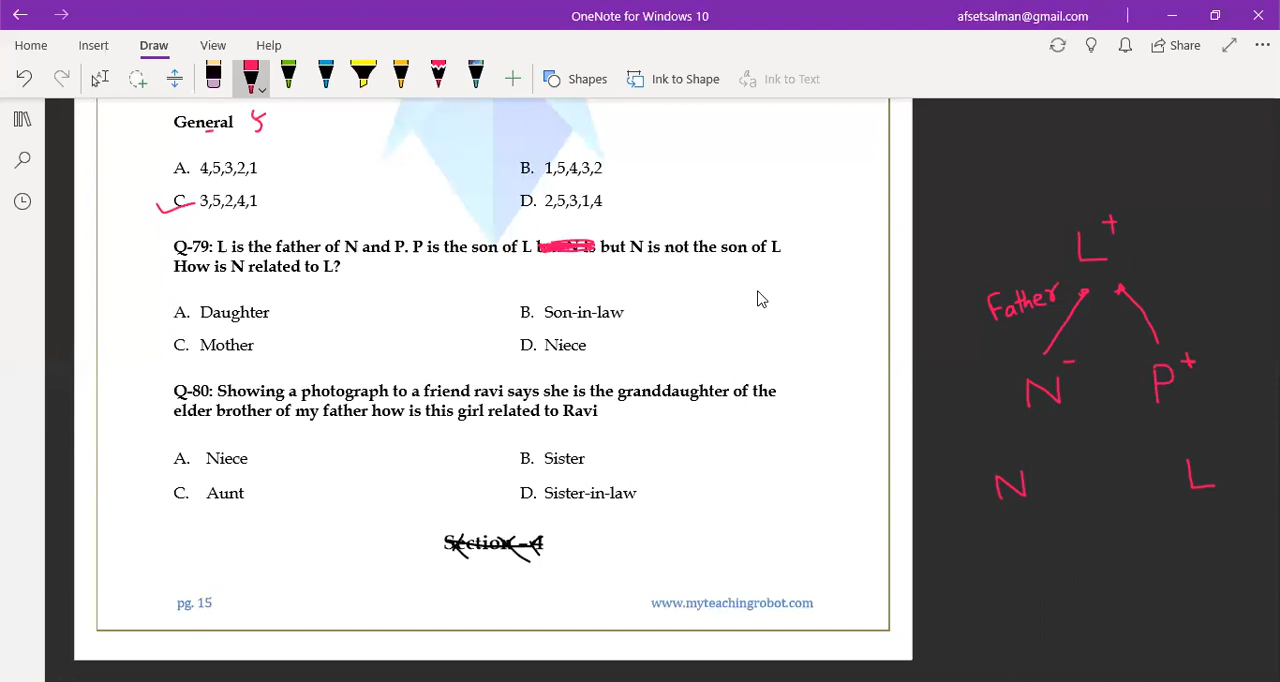 OneNote for Windows 10
afsetsalman@gmail.com
Home Insert Draw View Help
Share
Shapes Ink to Shape Ink to Text
General 5
A. 4,5,3,2,1 B. 1,5,4,3,2
C. 3,5,2,4,1 D. 2,5,3,1,4
Q-79: L is the father of N and P. P is the son of L but N is not the son of L
How is N related to L?
A. Daughter B. Son-in-law
C. Mother D. Niece
Q-80: Showing a photograph to a friend ravi says she is the granddaughter of the
elder brother of my father how is this girl related to Ravi
A. Niece B. Sister
C. Aunt D. Sister-in-law
Section - 4
pg. 15 www.myteachingrobot.com
L +
Father
N - P +
N L